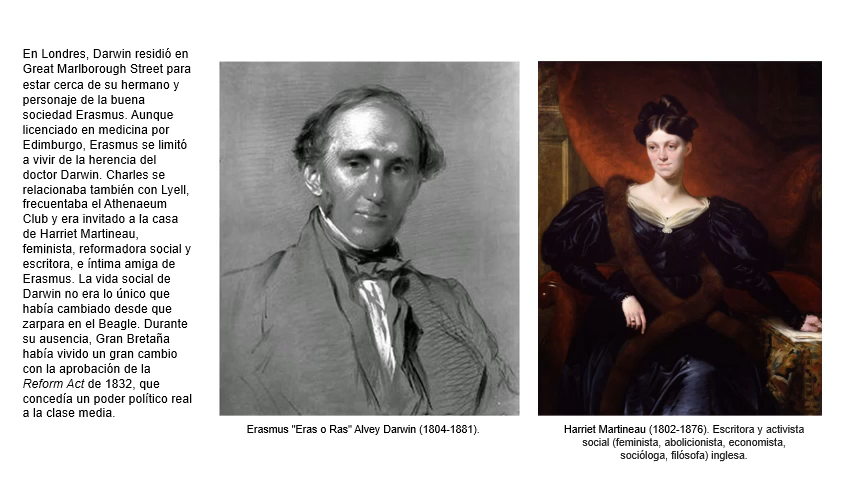 En Londres, Darwin residió en
Great Marlborough Street para
estar cerca de su hermano y
personaje de la buena
sociedad Erasmus. Aunque
licenciado en medicina por
Edimburgo, Erasmus se limitó
a vivir de la herencia del
doctor Darwin. Charles se
relacionaba también con Lyell,
frecuentaba el Athenaeum
Club y era invitado a la casa
de Harriet Martineau,
feminista, reformadora social y
escritora, e íntima amiga de
Erasmus. La vida social de
Darwin no era lo único que
había cambiado desde que
zarpara en el Beagle. Durante
su ausencia, Gran Bretaña
había vivido un gran cambio
con la aprobación de la
Reform Act de 1832, que
concedía un poder político real
a la clase media.
Erasmus "Eras o Ras" Alvey Darwin (1804-1881).
Harriet Martineau (1802-1876). Escritora y activista
social (feminista, abolicionista, economista,
socióloga, filósofa) inglesa.